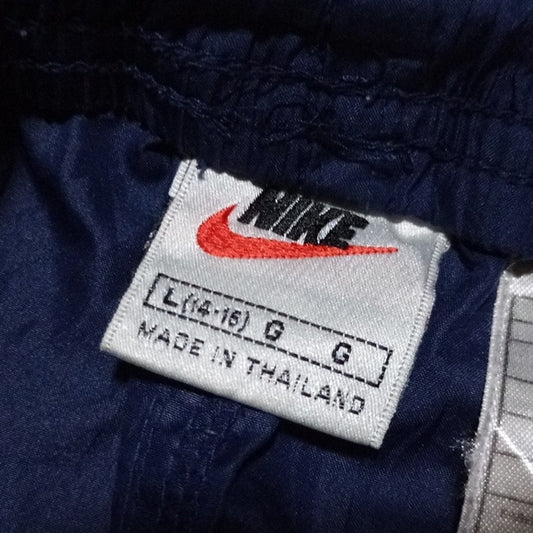 NIKE
L(14-16) G G
MADE IN THAILAND